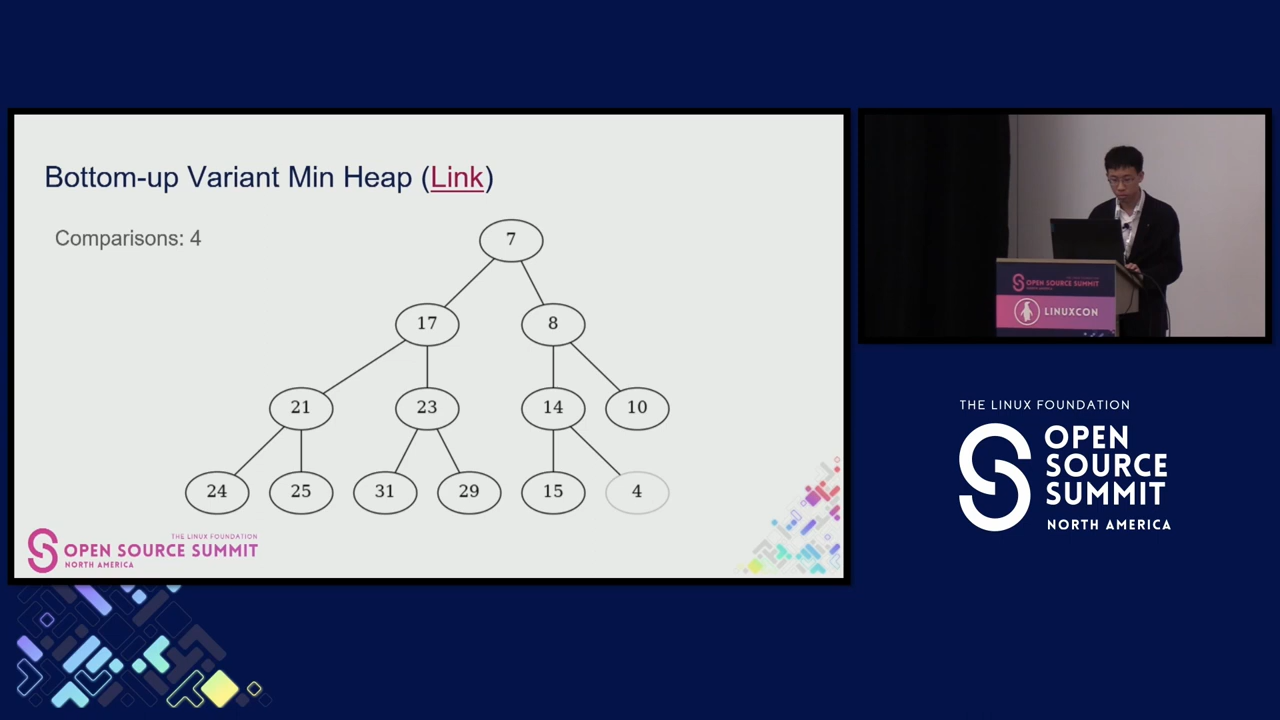 Bottom-up Variant Min Heap (Link)
Comparisons: 4
7
17
8
21
23
14
10
24
25
31
29
15
4
THE LINUX FOUNDATION
OPEN SOURCE SUMMIT
NORTH AMERICA
OPEN SOURCE SUMMIT
LINUXCON
THE LINUX FOUNDATION
OPEN
SOURCE
SUMMIT
NORTH AMERICA